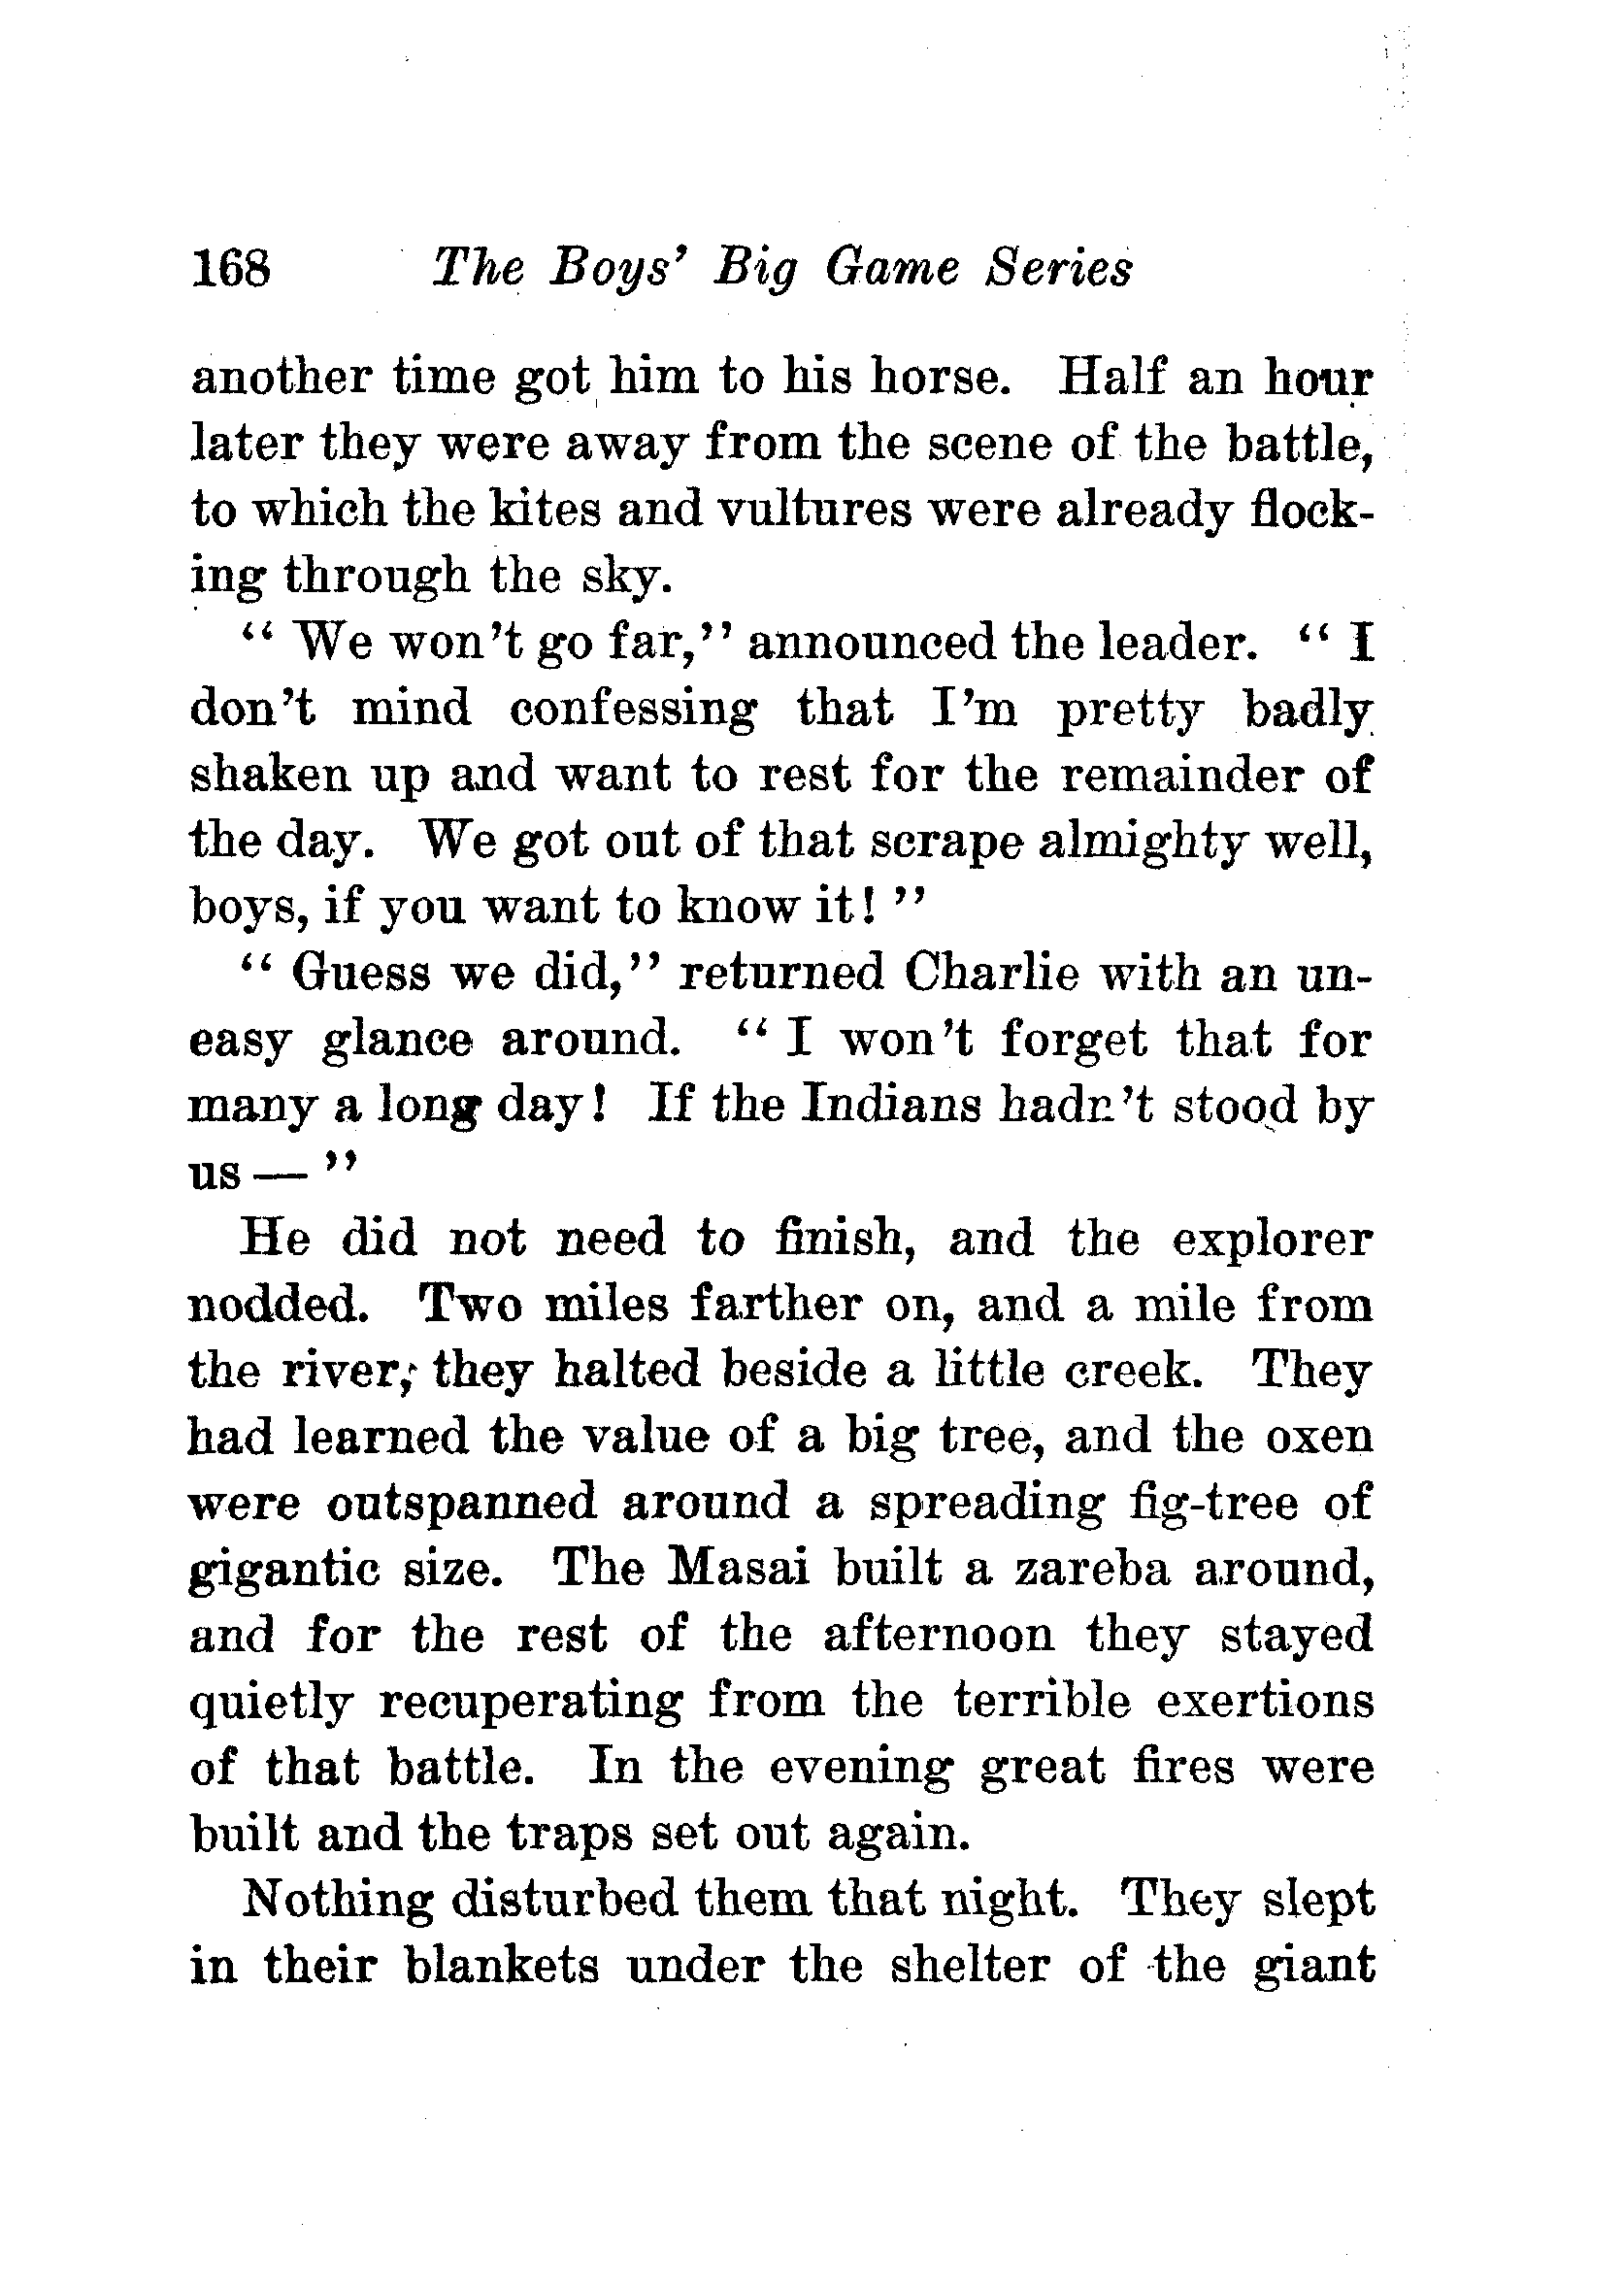 168 The Boys' Big Game Series
another time got him to his horse. Half an hour
later they were away from the scene of the battle,
to which the kites and vultures were already flock-
ing through the sky.
" We won't go far," announced the leader. " I
don't mind confessing that I'm pretty badly
shaken up and want to rest for the remainder of
the day. We got out of that scrape almighty well,
boys, if you want to know it! "
" Guess we did," returned Charlie with an un-
easy glance around. " I won't forget that for
many a long day! If the Indians hadn't stood by
us — "
He did not need to finish, and the explorer
nodded. Two miles farther on, and a mile from
the river, they halted beside a little creek. They
had learned the value of a big tree, and the oxen
were outspanned around a spreading fig-tree of
gigantic size. The Masai built a zareba around,
and for the rest of the afternoon they stayed
quietly recuperating from the terrible exertions
of that battle. In the evening great fires were
built and the traps set out again.
Nothing disturbed them that night. They slept
in their blankets under the shelter of the giant